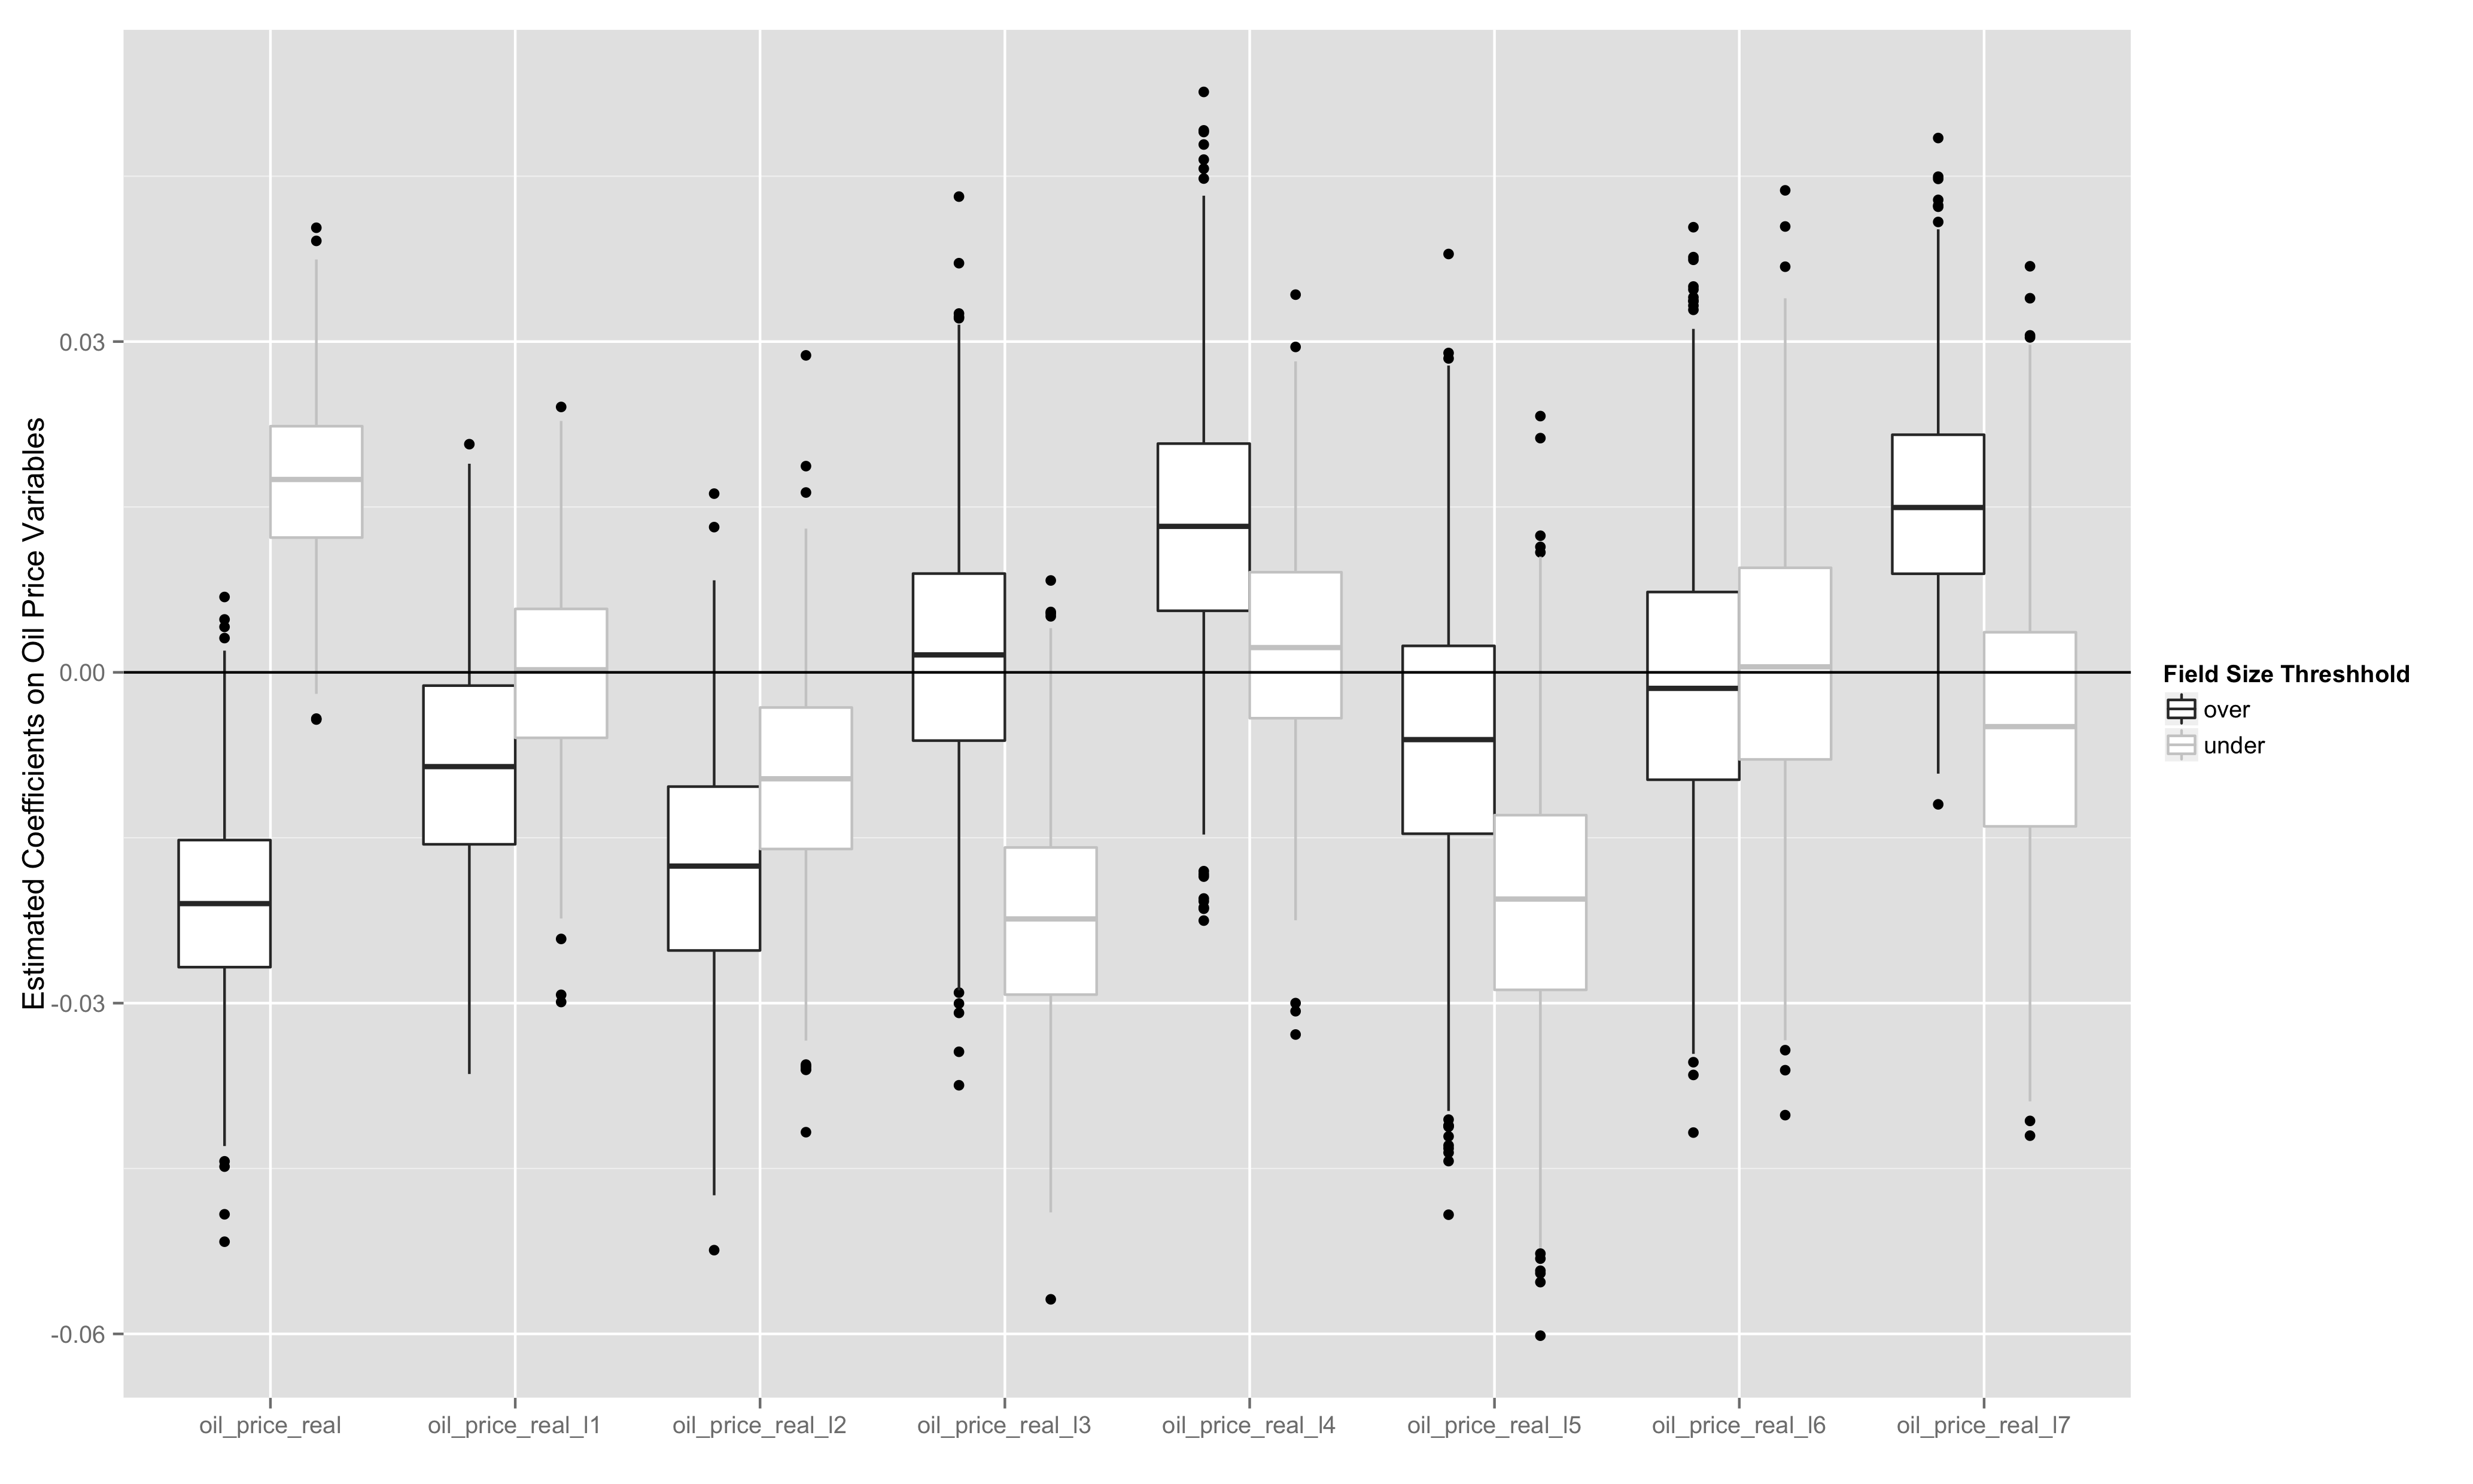 Estimated Coefficients on Oil Price Variables
0.03
0.00
-0.03
-0.06
oil_price_real
oil_price_real_l1
oil_price_real_l2
oil_price_real_l3
oil_price_real_l4
oil_price_real_l5
oil_price_real_l6
oil_price_real_l7
Field Size Threshhold
over
under